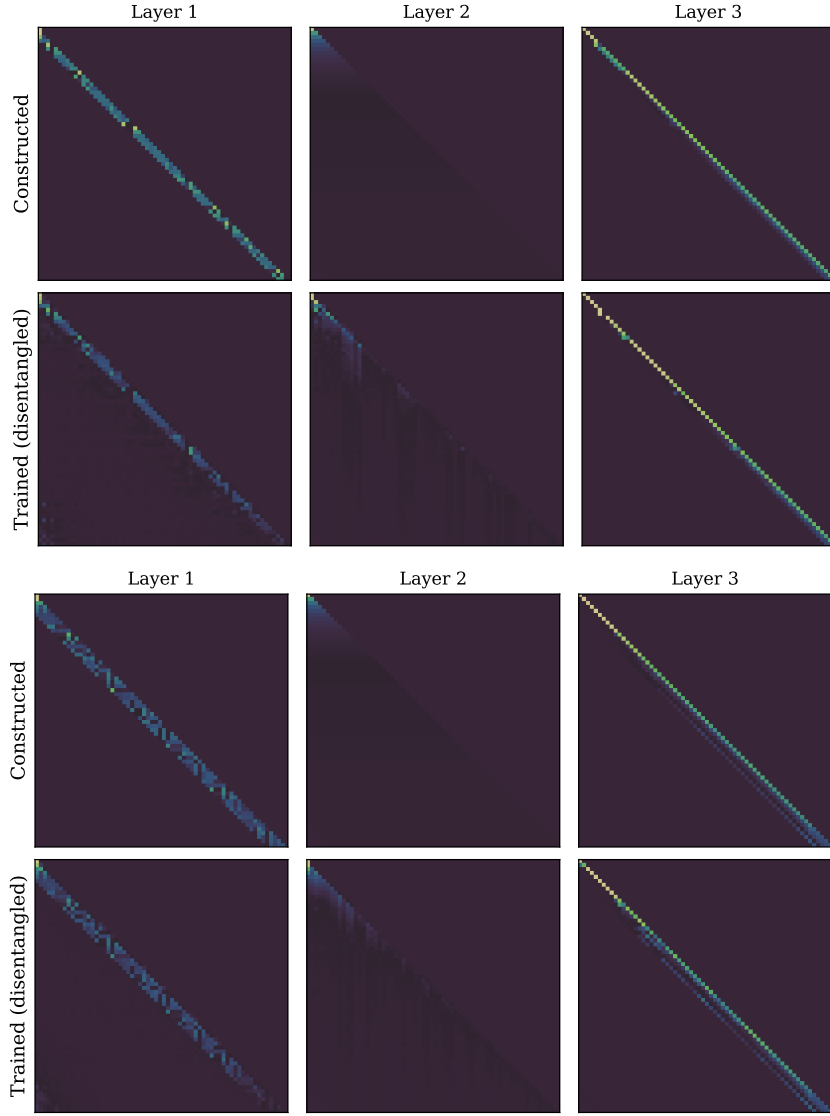 Layer 1 Layer 2 Layer 3
Constructed
Trained (disentangled)
Layer 1 Layer 2 Layer 3
Constructed
Trained (disentangled)